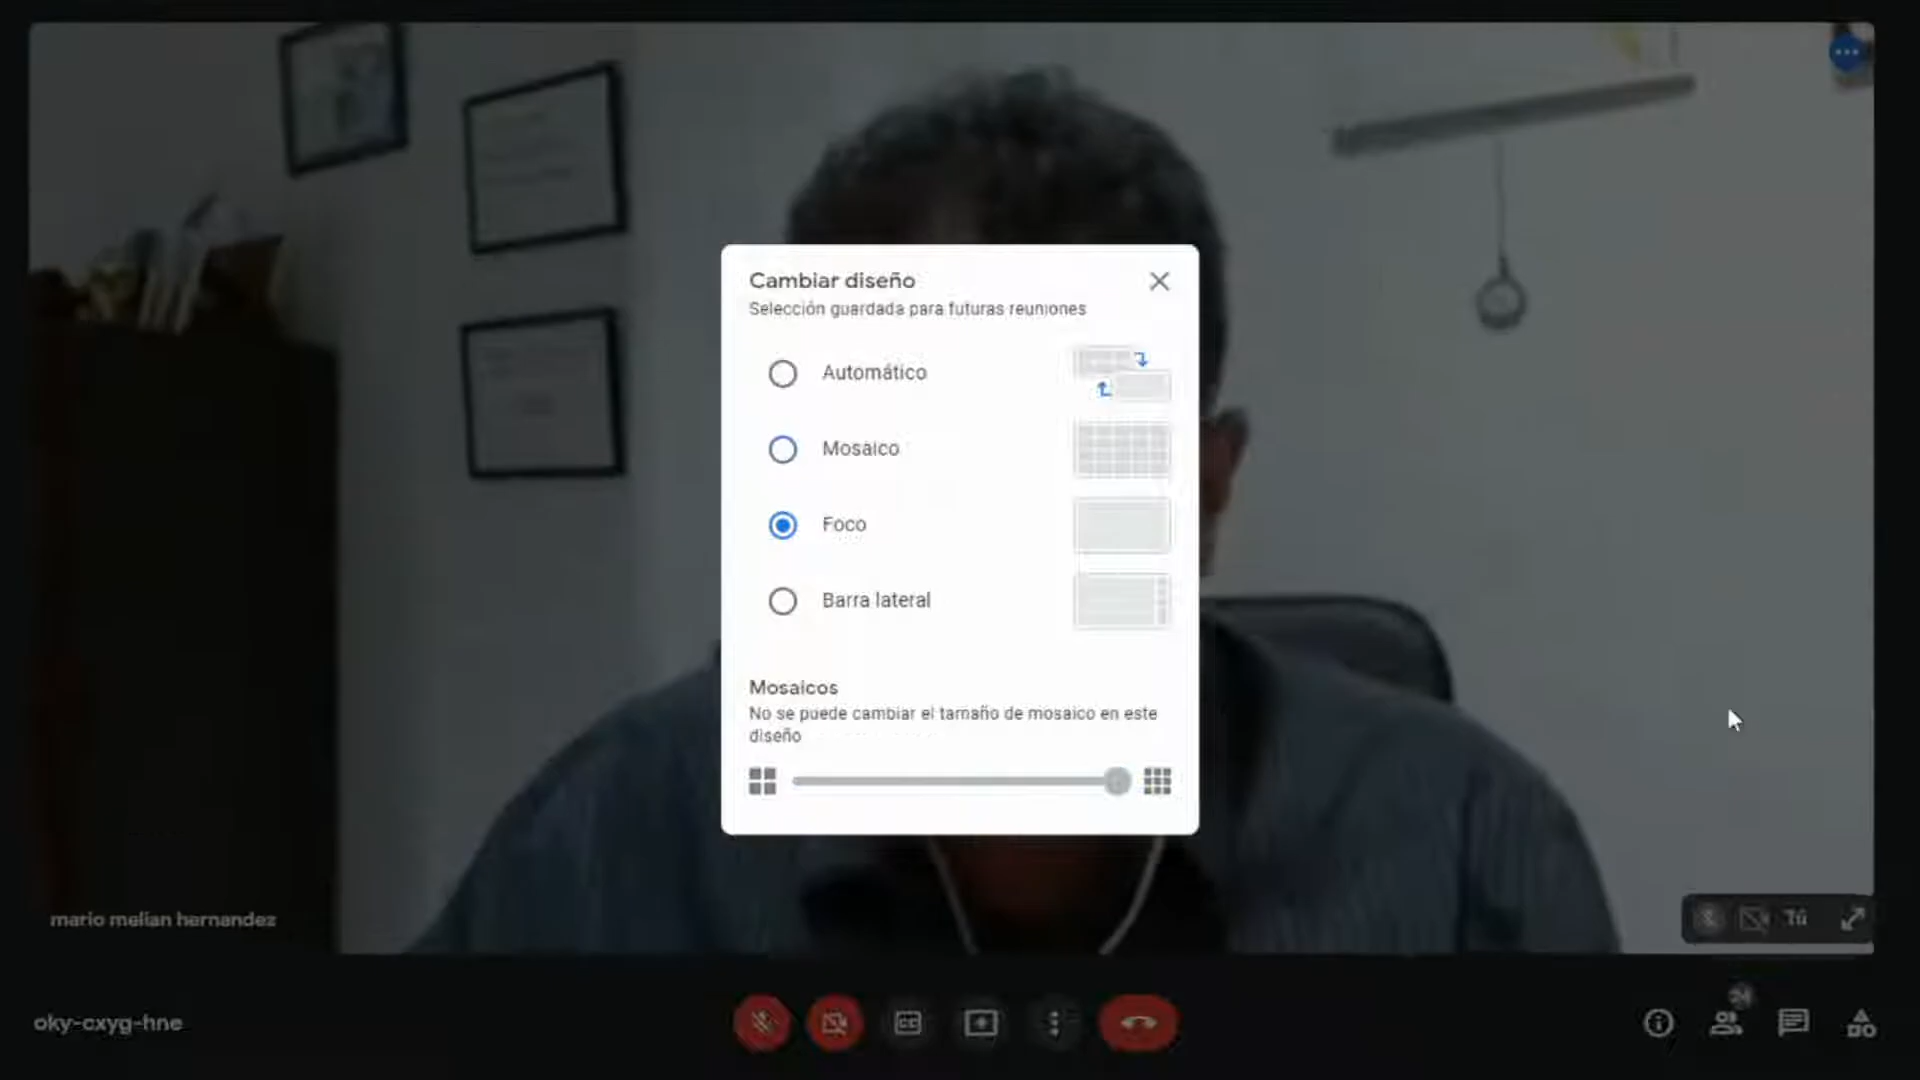 Cambiar diseño
Selección guardada para futuras reuniones
Automático
Mosaico
Foco
Barra lateral
Mosaicos
No se puede cambiar el tamaño de mosaico en este
diseño
mario melian hernandez
Tú
oky-cxyg-hne
CC